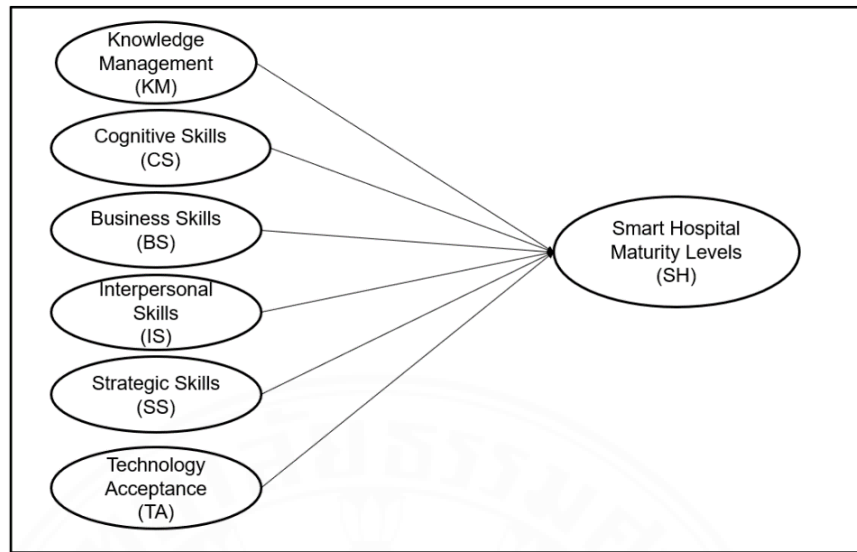 Knowledge
Management
(KM)
Cognitive Skills
(CS)
Business Skills
(BS)
Interpersonal
Skills
(IS)
Strategic Skills
(SS)
Technology
Acceptance
(TA)
Smart Hospital
Maturity Levels
(SH)